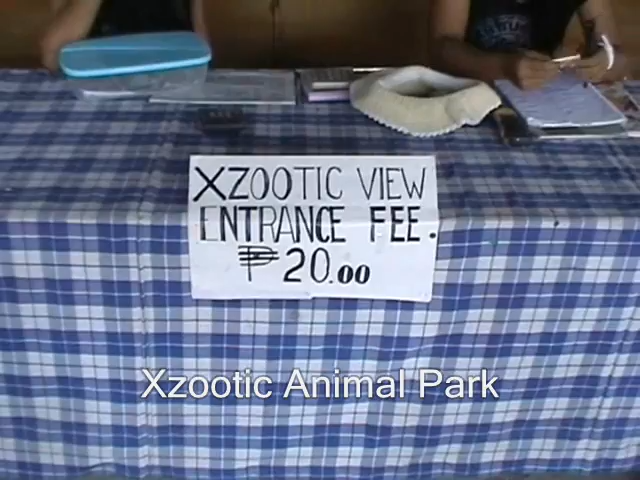 XZOOTIC VIEW
ENTRANCE FEE.
₱ 20.00
Xzootic Animal Park